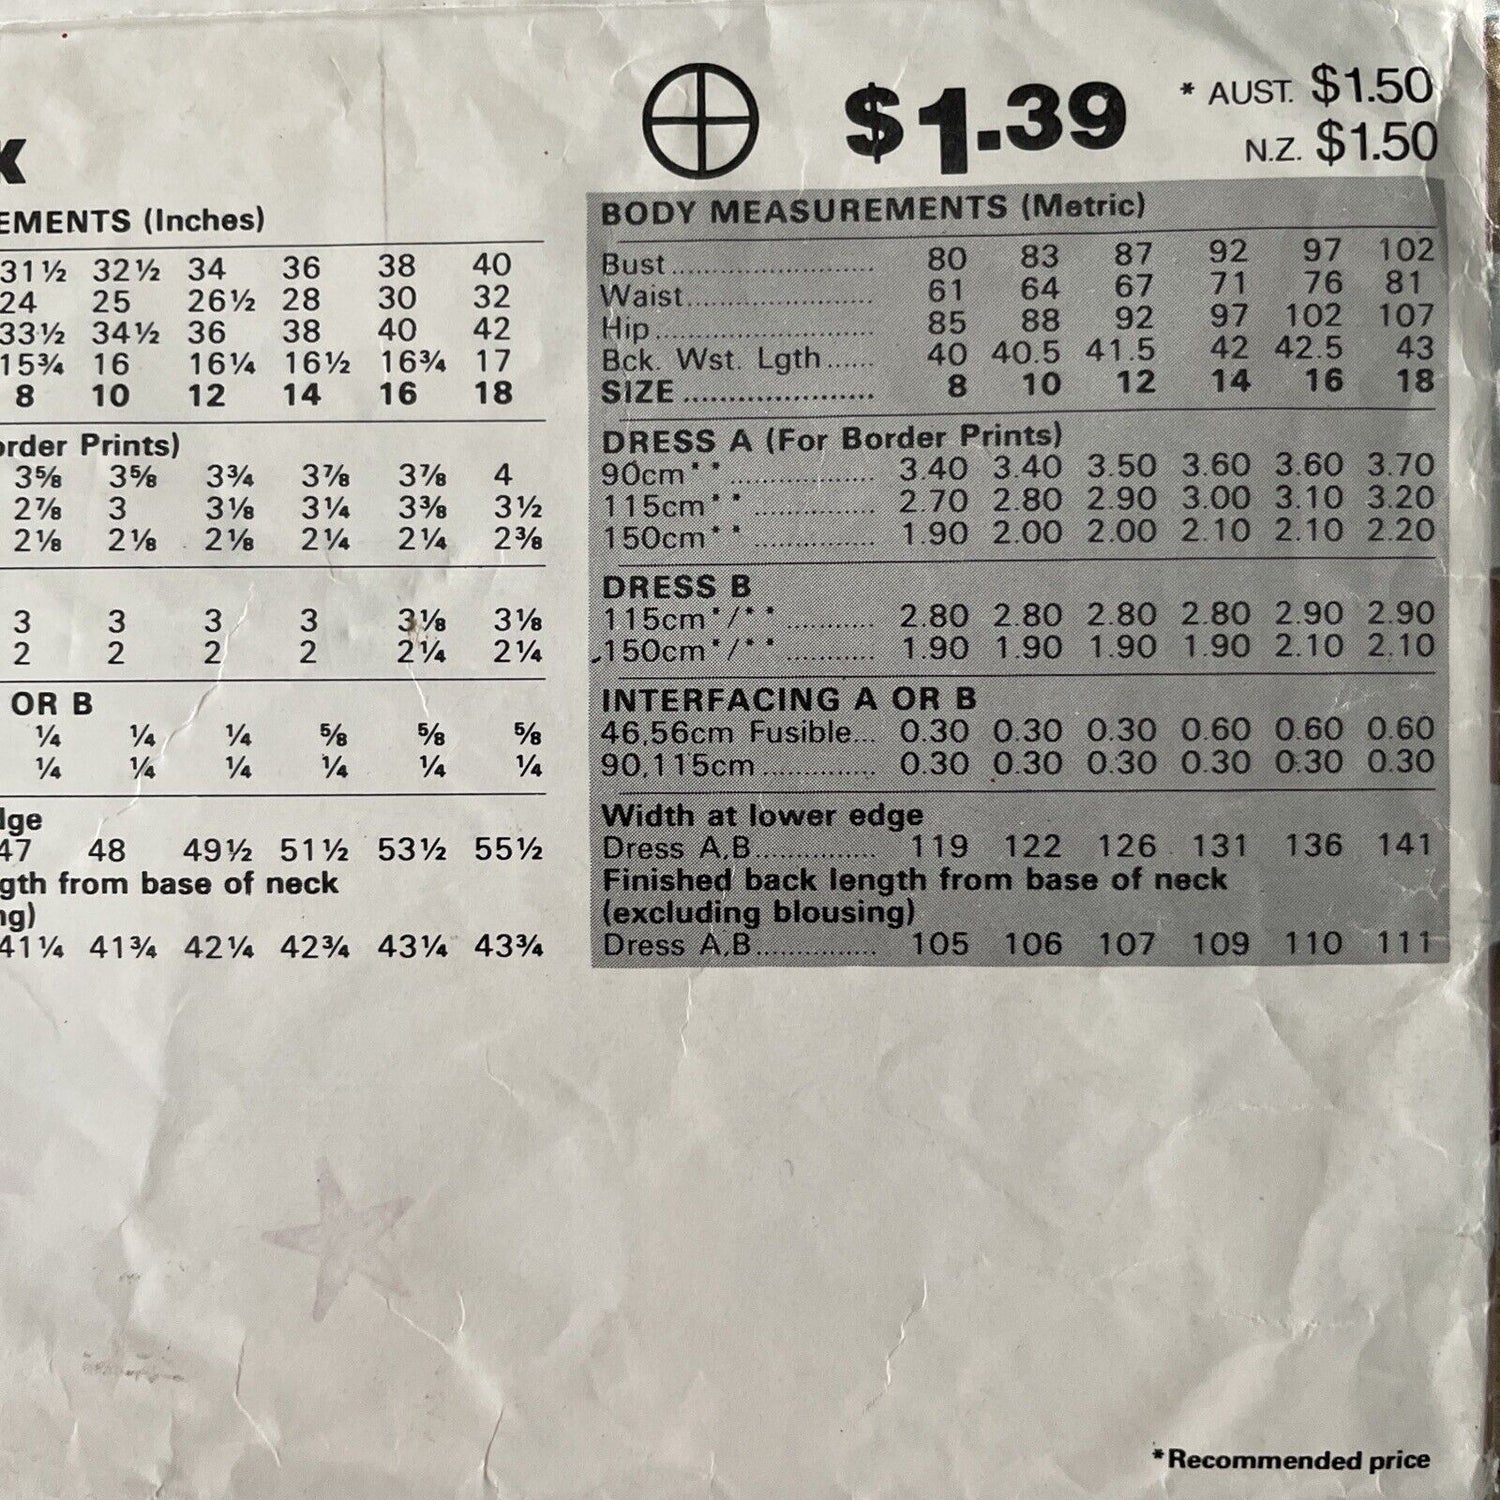 $1.39
* AUST. $1.50
N.Z. $1.50
EMENTS (Inches)
31½ 32½ 34 36 38 40
24 25 26½ 28 30 32
33½ 34½ 36 38 40 42
15¾ 16 16¼ 16½ 16¾ 17
8 10 12 14 16 18
order Prints)
3⅝ 3⅝ 3¾ 3⅞ 3⅞ 4
2⅞ 3 3⅛ 3¼ 3⅜ 3½
2⅛ 2⅛ 2⅛ 2¼ 2¼ 2⅜
3 3 3 3 3⅛ 3⅛
2 2 2 2 2¼ 2¼
OR B
¼ ¼ ¼ ⅝ ⅝ ⅝
¼ ¼ ¼ ¼ ¼ ¼
dge
47 48 49½ 51½ 53½ 55½
gth from base of neck
ng)
41¼ 41¾ 42¼ 42¾ 43¼ 43¾
BODY MEASUREMENTS (Metric)
Bust .......................... 80 83 87 92 97 102
Waist ........................ 61 64 67 71 76 81
Hip ............................ 85 88 92 97 102 107
Bck. Wst. Lgth ...... 40 40.5 41.5 42 42.5 43
SIZE ........................ 8 10 12 14 16 18
DRESS A (For Border Prints)
90cm** .................. 3.40 3.40 3.50 3.60 3.60 3.70
115cm** ............... 2.70 2.80 2.90 3.00 3.10 3.20
150cm** ............... 1.90 2.00 2.00 2.10 2.10 2.20
DRESS B
115cm*/** ........... 2.80 2.80 2.80 2.80 2.90 2.90
150cm*/** ........... 1.90 1.90 1.90 1.90 2.10 2.10
INTERFACING A OR B
46,56cm Fusible... 0.30 0.30 0.30 0.60 0.60 0.60
90,115cm .............. 0.30 0.30 0.30 0.30 0.30 0.30
Width at lower edge
Dress A,B ............... 119 122 126 131 136 141
Finished back length from base of neck
(excluding blousing)
Dress A,B ............... 105 106 107 109 110 111
*Recommended price